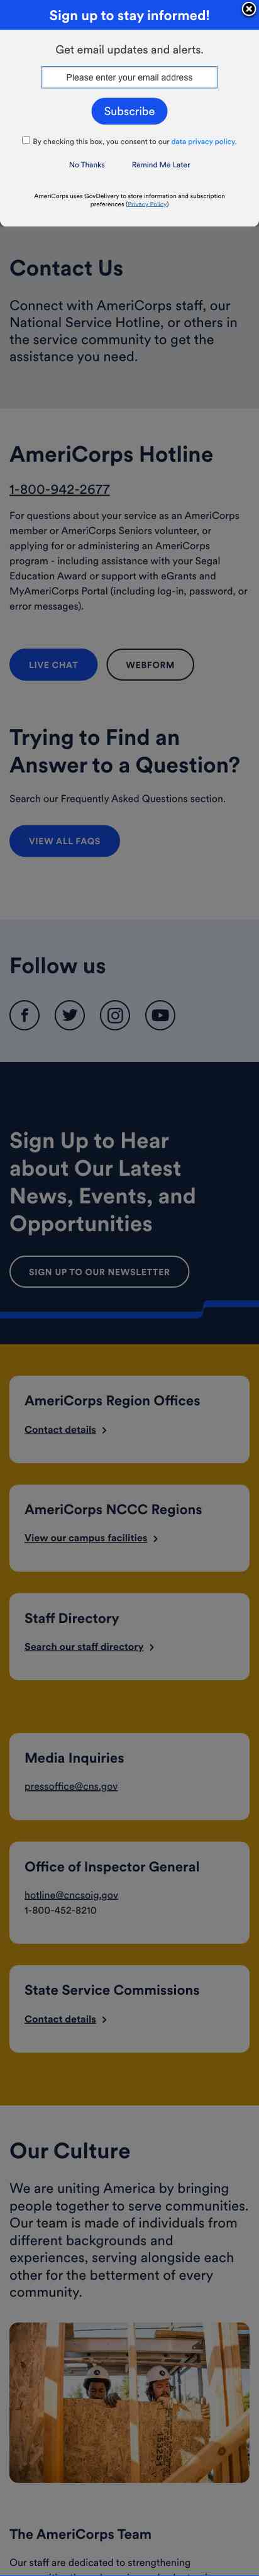 Sign up to stay informed!
Get email updates and alerts.
Please enter your email address
Subscribe
By checking this box, you consent to our data privacy policy.
No Thanks
Remind Me Later
AmeriCorps uses GovDelivery to store information and subscription
preferences (Privacy Policy)
Contact Us
Connect with AmeriCorps staff, our
National Service Hotline, or others in
the service community to get the
assistance you need.
AmeriCorps Hotline
1-800-942-2677
For questions about your service as an AmeriCorps
member or AmeriCorps Seniors volunteer, or
applying for or administering an AmeriCorps
program - including assistance with your Segal
Education Award or support with eGrants and
MyAmeriCorps Portal (including log-in, password, or
error messages).
LIVE CHAT
WEBFORM
Trying to Find an
Answer to a Question?
Search our Frequently Asked Questions section.
VIEW ALL FAQS
Follow us
Sign Up to Hear
about Our Latest
News, Events, and
Opportunities
SIGN UP TO OUR NEWSLETTER
AmeriCorps Region Offices
Contact details
AmeriCorps NCCC Regions
View our campus facilities
Staff Directory
Search our staff directory
Media Inquiries
pressoffice@cns.gov
Office of Inspector General
hotline@cncsoig.gov
1-800-452-8210
State Service Commissions
Contact details
Our Culture
We are uniting America by bringing
people together to serve communities.
Our team is made of individuals from
different backgrounds and
experiences, serving alongside each
other for the betterment of every
community.
The AmeriCorps Team
Our staff are dedicated to strengthening